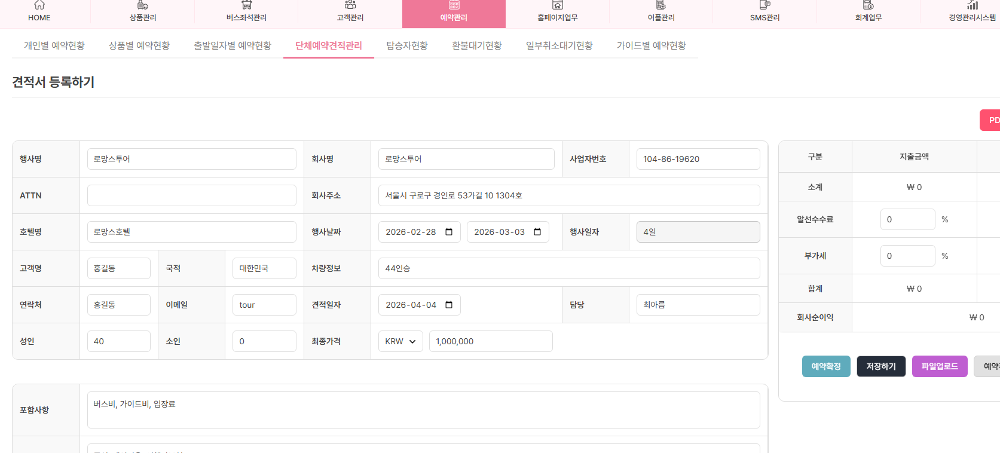 HOME 상품관리 버스좌석관리 고객관리 예약관리 홈페이지업무 어플관리 SMS관리 회계업무 경영관리시스템
개인별 예약현황 상품별 예약현황 출발일자별 예약현황 단체예약견적관리 탑승자현황 환불대기현황 일부취소대기현황 가이드별 예약현황
견적서 등록하기
PD
행사명 로망스투어 회사명 로망스투어 사업자번호 104-86-19620
ATTN 회사주소 서울시 구로구 경인로 53가길 10 1304호
호텔명 로망스호텔 행사날짜 2026-02-28 2026-03-03 행사일자 4일
고객명 홍길동 국적 대한민국 차량정보 44인승
연락처 홍길동 이메일 tour 견적일자 2026-04-04 담당 최아름
성인 40 소인 0 최종가격 KRW 1,000,000
구분 지출금액
소계 ₩ 0
알선수수료 0 %
부가세 0 %
합계 ₩ 0
회사순이익 ₩ 0
예약확정 저장하기 파일업로드 예약
포함사항 버스비, 가이드비, 입장료